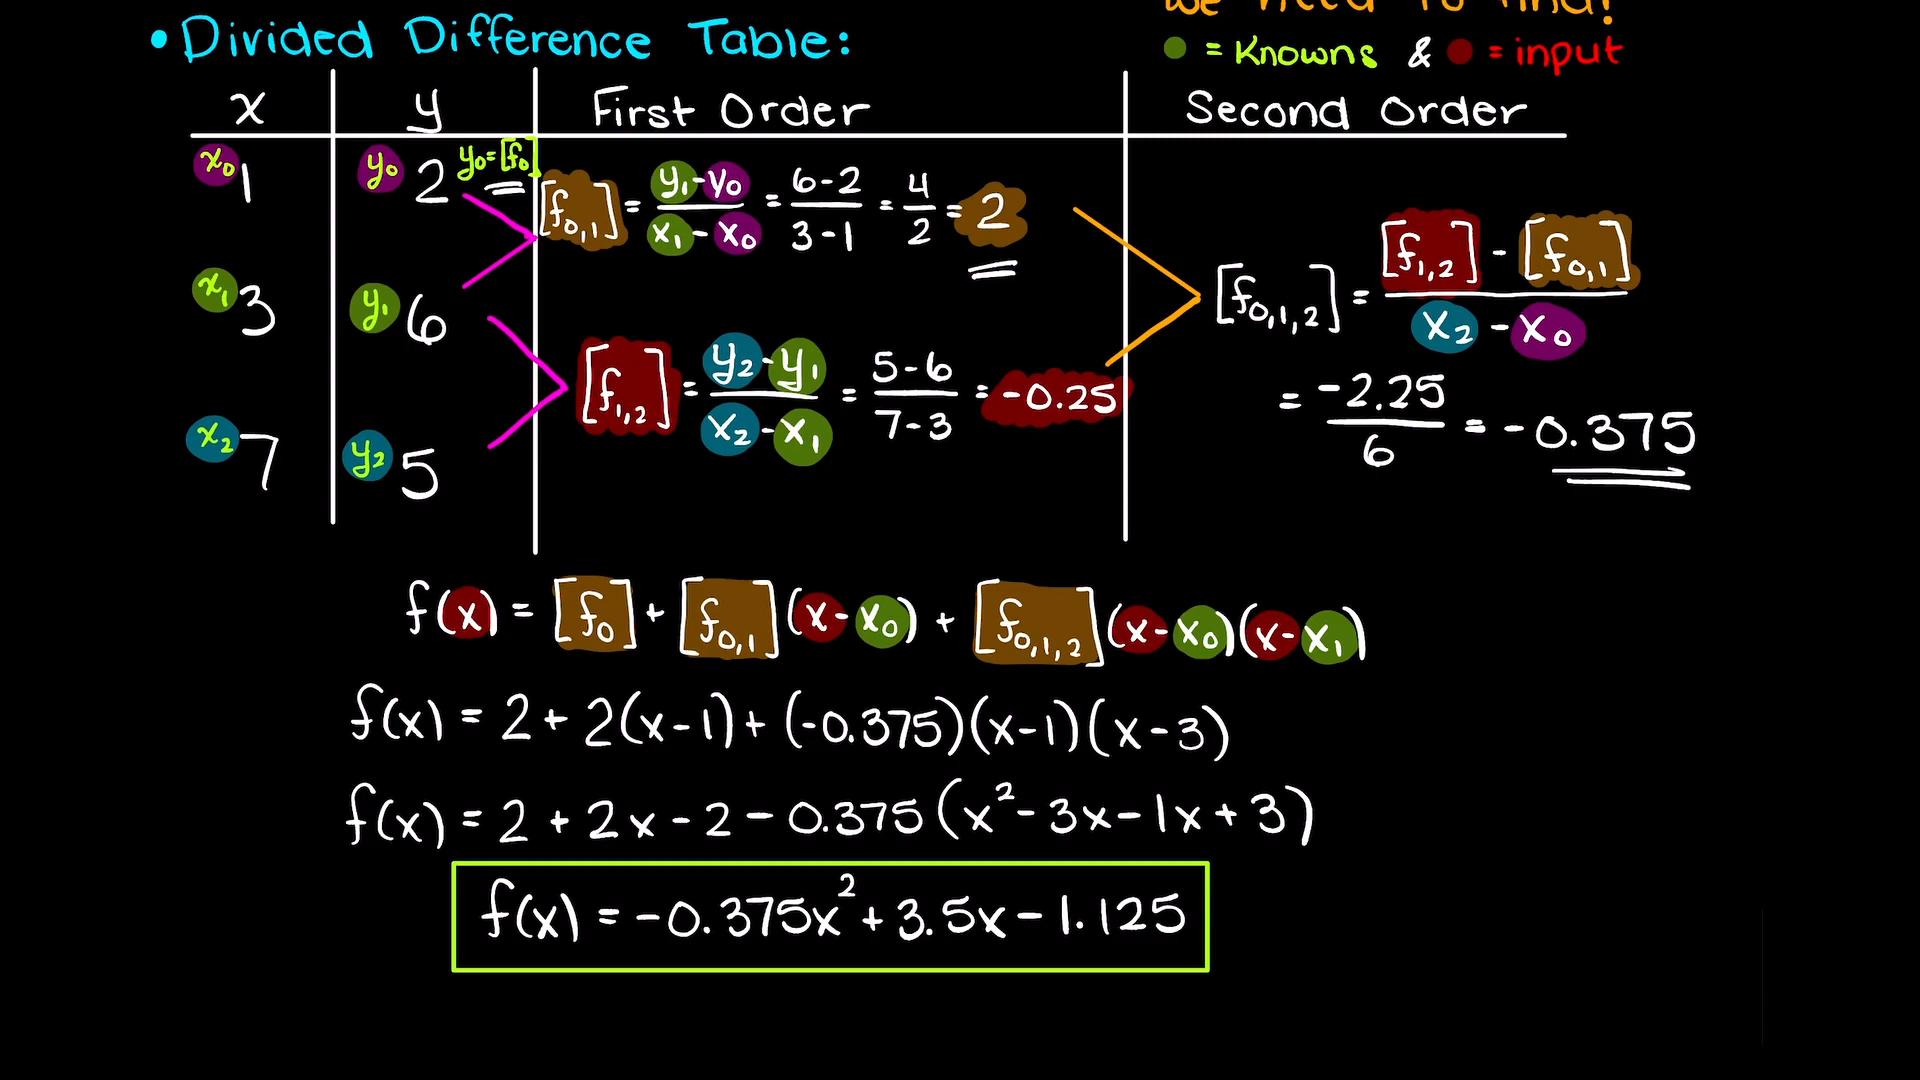 We need to find!
• Divided Difference Table:
= Knowns & = input
x y First Order Second Order
x₀ 1 y₀ 2 y₀=[f₀]
[f₀,₁] = y₁-y₀ / x₁-x₀ = 6-2 / 3-1 = 4/2 = 2
x₁ 3 y₁ 6
[f₁,₂] = y₂-y₁ / x₂-x₁ = 5-6 / 7-3 = -0.25
x₂ 7 y₂ 5
[f₀,₁,₂] = [f₁,₂] - [f₀,₁] / x₂-x₀
= -2.25 / 6 = -0.375
f(x) = [f₀] + [f₀,₁](x-x₀) + [f₀,₁,₂](x-x₀)(x-x₁)
f(x) = 2 + 2(x-1) + (-0.375)(x-1)(x-3)
f(x) = 2 + 2x - 2 - 0.375(x² - 3x - 1x + 3)
f(x) = -0.375x² + 3.5x - 1.125